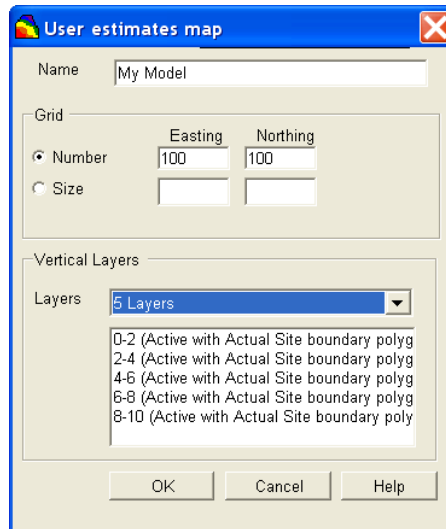 User estimates map
Name My Model
Grid
Easting Northing
Number 100 100
Size
Vertical Layers
Layers 5 Layers
0-2 (Active with Actual Site boundary polyg
2-4 (Active with Actual Site boundary polyg
4-6 (Active with Actual Site boundary polyg
6-8 (Active with Actual Site boundary polyg
8-10 (Active with Actual Site boundary poly
OK Cancel Help